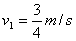 v₁ = 3/4 m/s